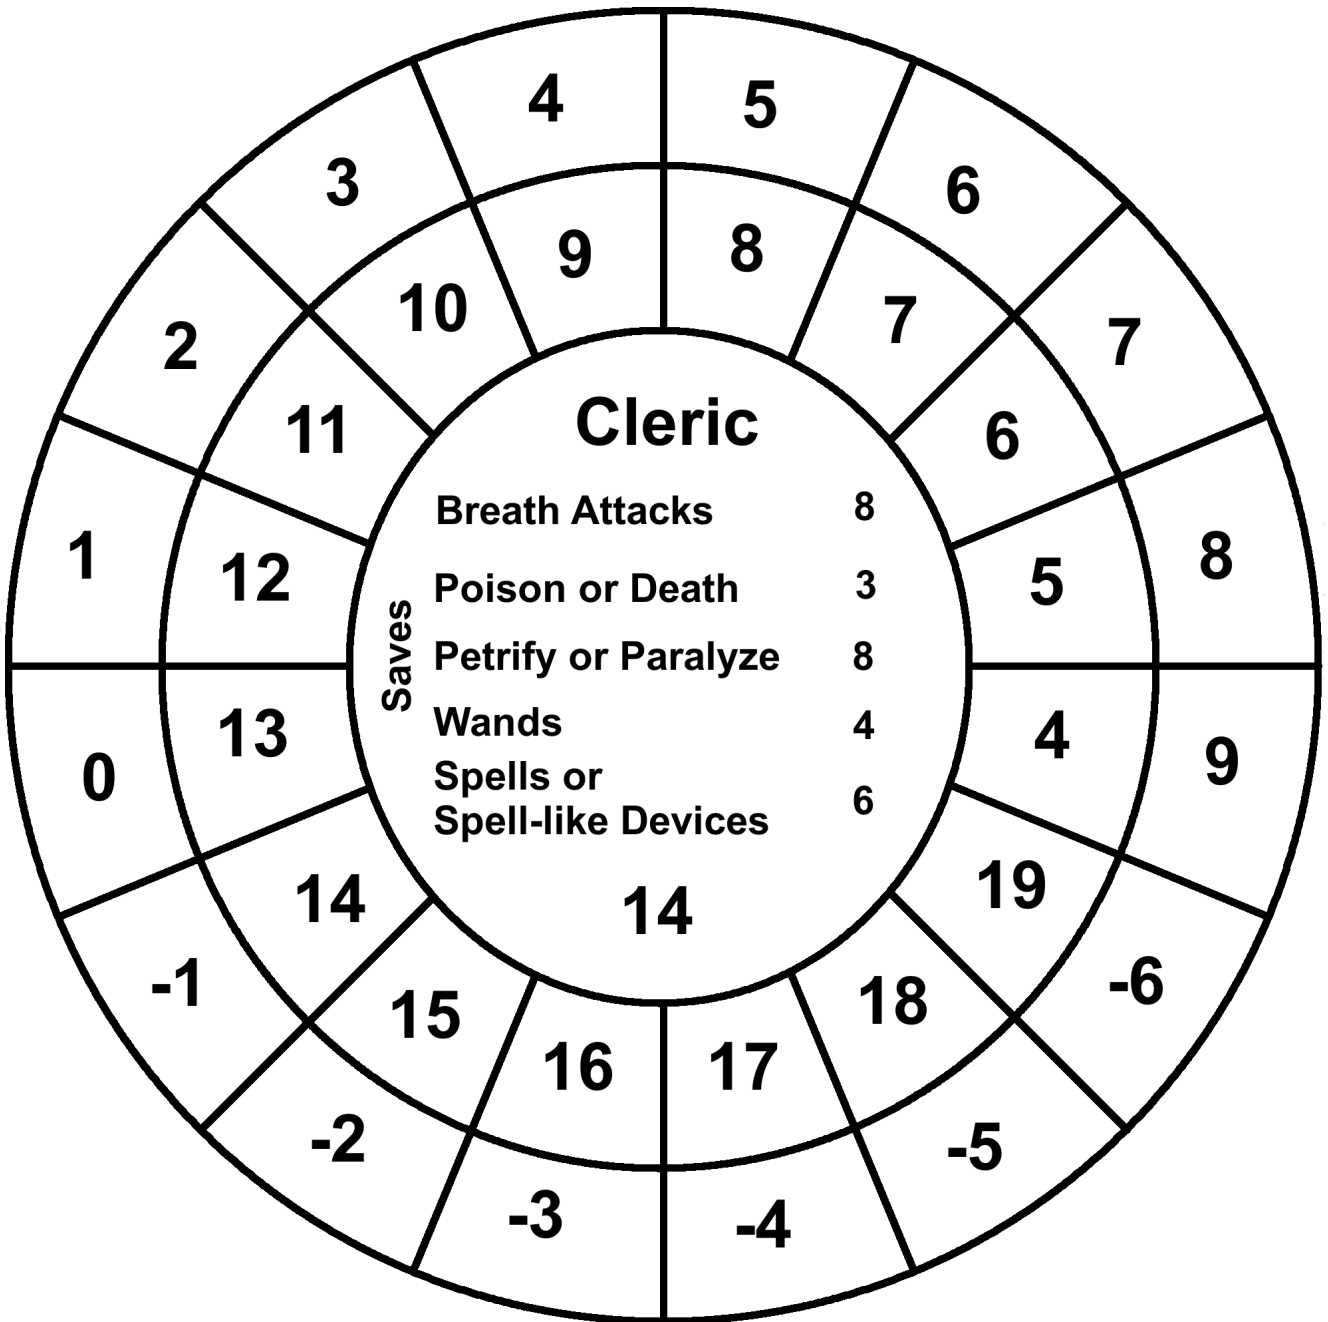 4 5
3 6
9 8
10 7
2 7
11 6
Cleric
Breath Attacks 8
1 12 5 8
Saves
Poison or Death 3
Petrify or Paralyze 8
Wands 4
0 13 4 9
Spells or
Spell-like Devices 6
14 19
14
-1 -6
15 18
16 17
-2 -5
-3 -4